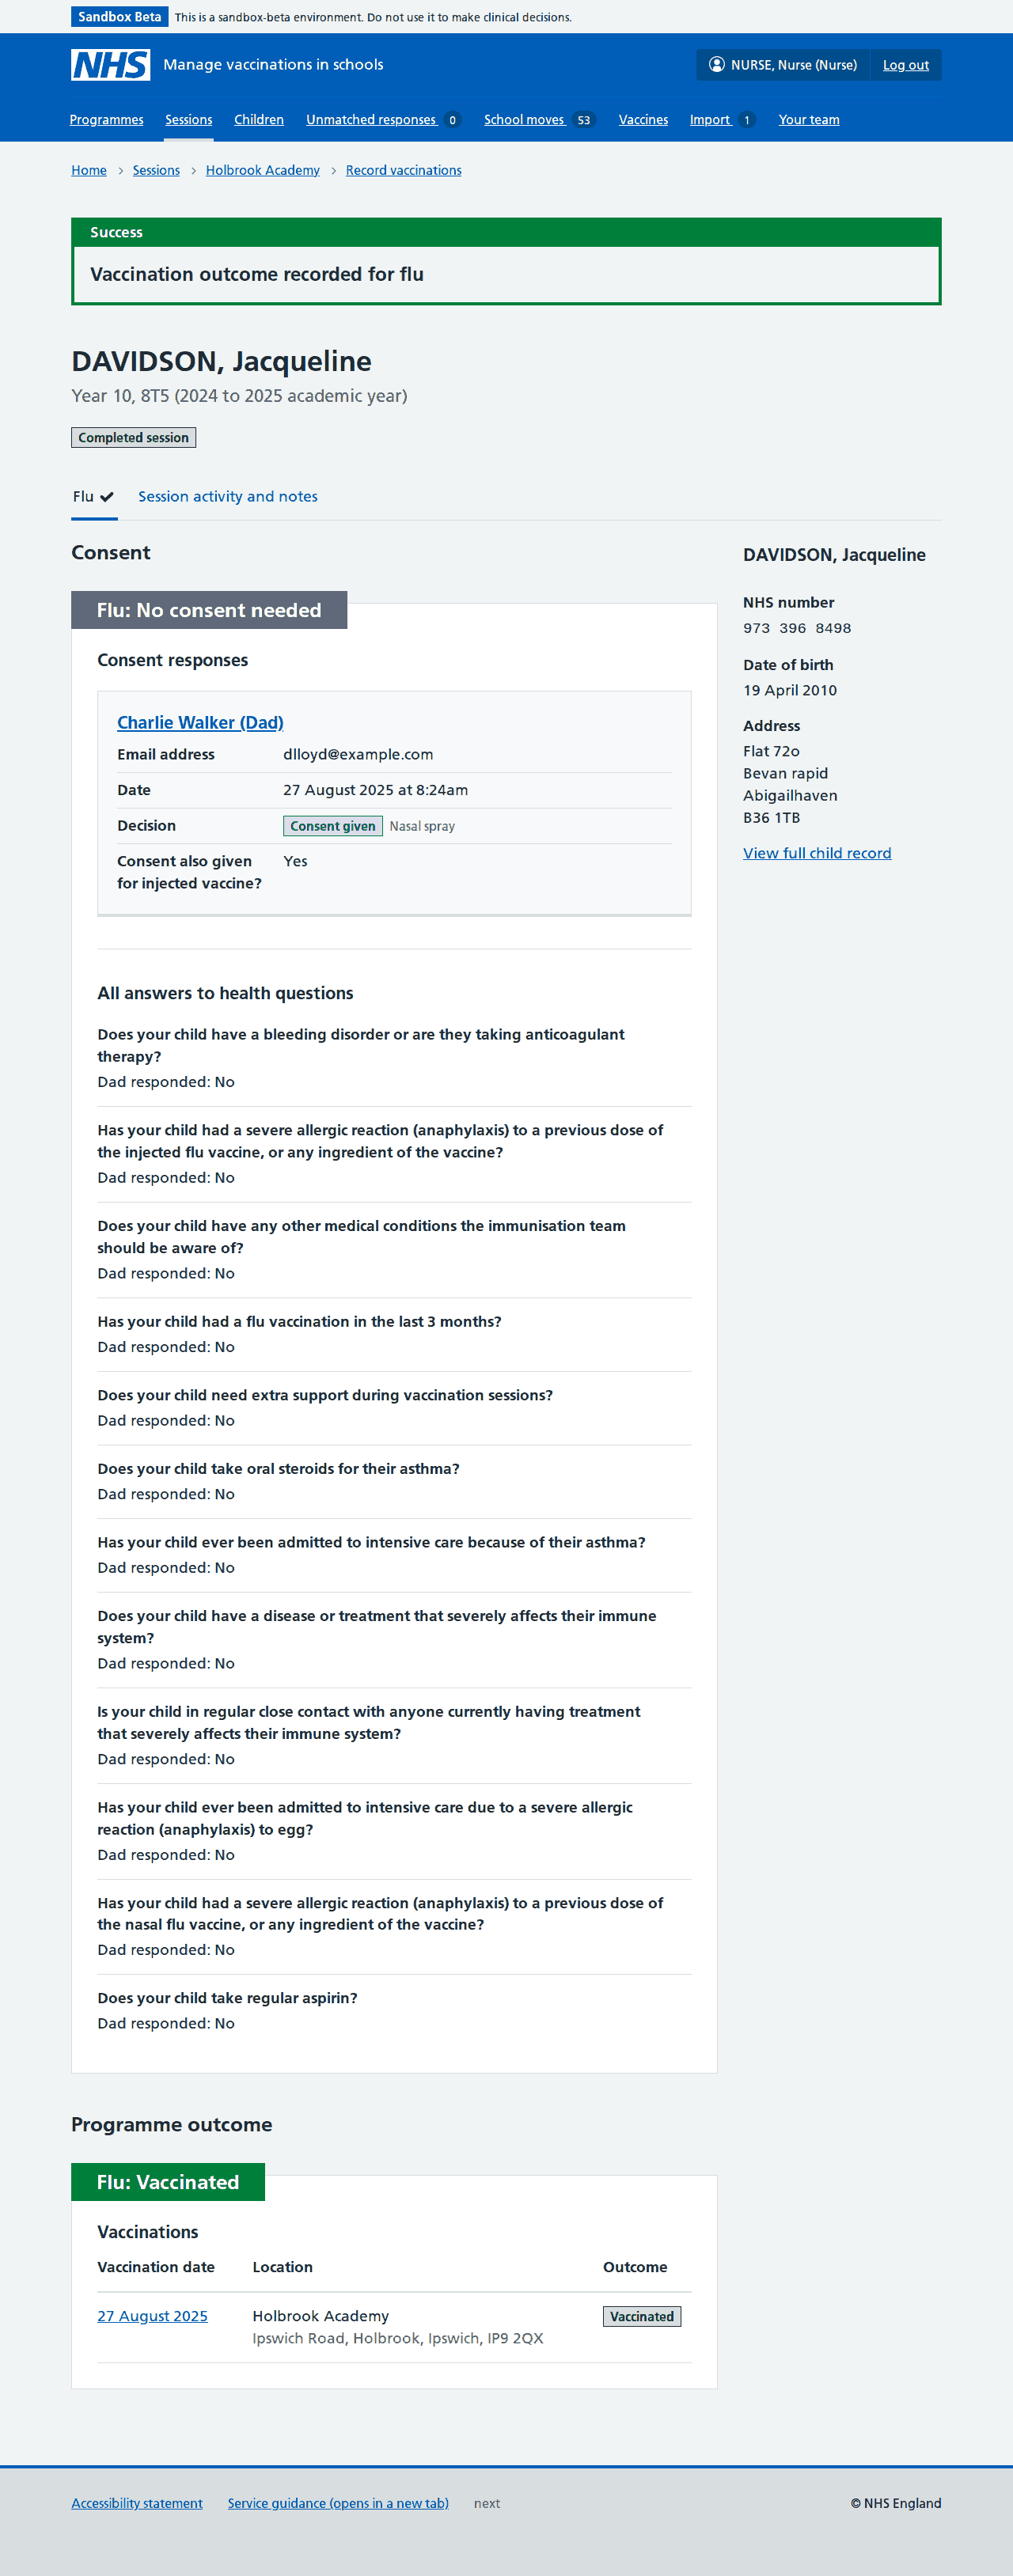 Sandbox Beta This is a sandbox-beta environment. Do not use it to make clinical decisions.
NHS Manage vaccinations in schools NURSE, Nurse (Nurse) Log out
Programmes Sessions Children Unmatched responses 0 School moves 53 Vaccines Import 1 Your team
Home Sessions Holbrook Academy Record vaccinations
Success
Vaccination outcome recorded for flu
DAVIDSON, Jacqueline
Year 10, 8T5 (2024 to 2025 academic year)
Completed session
Flu Session activity and notes
Consent
Flu: No consent needed
Consent responses
Charlie Walker (Dad)
Email address dlloyd@example.com
Date 27 August 2025 at 8:24am
Decision Consent given Nasal spray
Consent also given Yes
for injected vaccine?
All answers to health questions
Does your child have a bleeding disorder or are they taking anticoagulant
therapy?
Dad responded: No
Has your child had a severe allergic reaction (anaphylaxis) to a previous dose of
the injected flu vaccine, or any ingredient of the vaccine?
Dad responded: No
Does your child have any other medical conditions the immunisation team
should be aware of?
Dad responded: No
Has your child had a flu vaccination in the last 3 months?
Dad responded: No
Does your child need extra support during vaccination sessions?
Dad responded: No
Does your child take oral steroids for their asthma?
Dad responded: No
Has your child ever been admitted to intensive care because of their asthma?
Dad responded: No
Does your child have a disease or treatment that severely affects their immune
system?
Dad responded: No
Is your child in regular close contact with anyone currently having treatment
that severely affects their immune system?
Dad responded: No
Has your child ever been admitted to intensive care due to a severe allergic
reaction (anaphylaxis) to egg?
Dad responded: No
Has your child had a severe allergic reaction (anaphylaxis) to a previous dose of
the nasal flu vaccine, or any ingredient of the vaccine?
Dad responded: No
Does your child take regular aspirin?
Dad responded: No
DAVIDSON, Jacqueline
NHS number
973 396 8498
Date of birth
19 April 2010
Address
Flat 72o
Bevan rapid
Abigailhaven
B36 1TB
View full child record
Programme outcome
Flu: Vaccinated
Vaccinations
Vaccination date Location Outcome
27 August 2025 Holbrook Academy Vaccinated
Ipswich Road, Holbrook, Ipswich, IP9 2QX
Accessibility statement Service guidance (opens in a new tab) next © NHS England